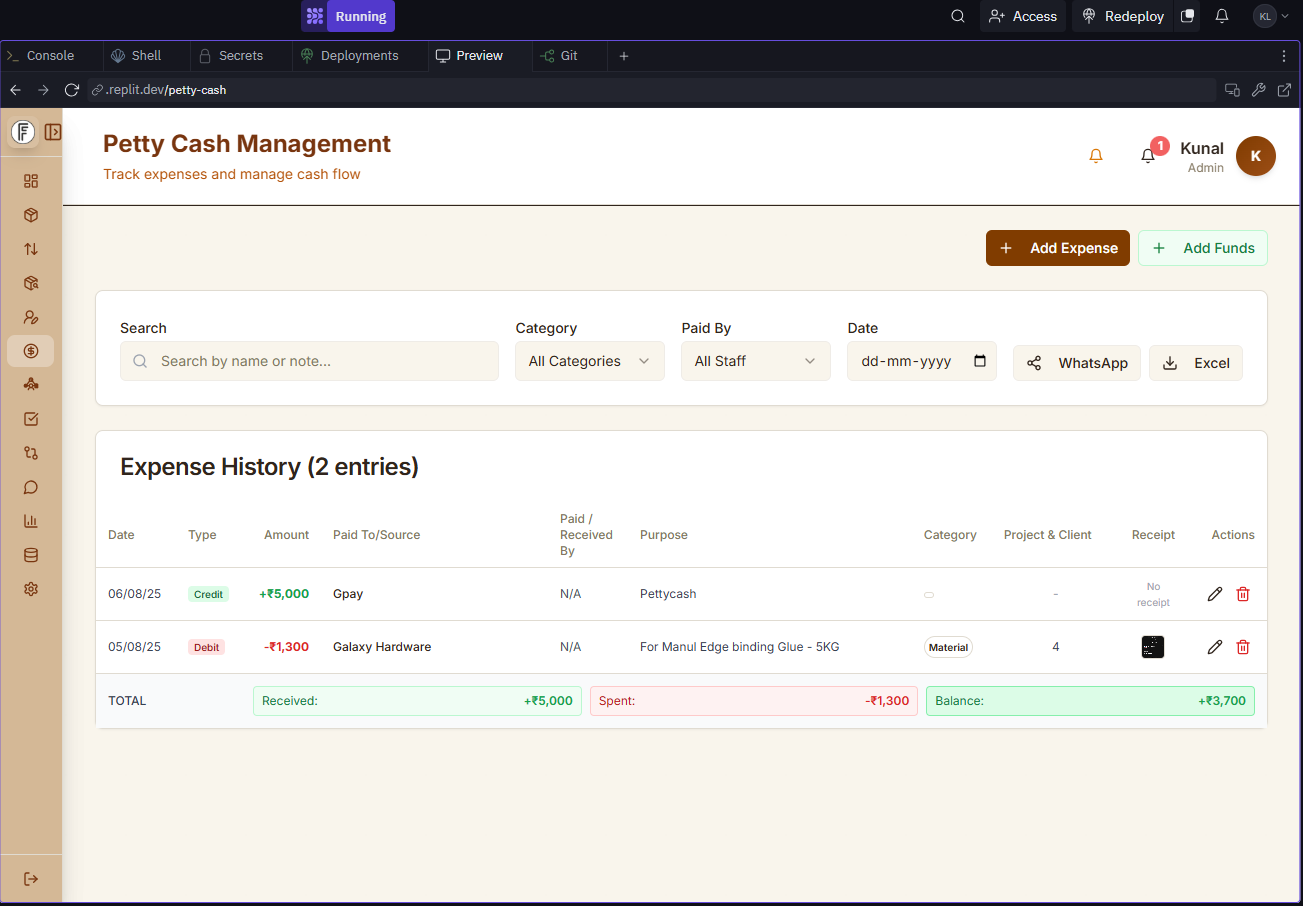 Running
Access
Redeploy
KL
Console
Shell
Secrets
Deployments
Preview
Git
.replit.dev/petty-cash
Petty Cash Management
Track expenses and manage cash flow
1
Kunal
Admin
K
Add Expense
Add Funds
Search
Category
Paid By
Date
Search by name or note...
All Categories
All Staff
dd-mm-yyyy
WhatsApp
Excel
Expense History (2 entries)
Date
Type
Amount
Paid To/Source
Paid /
Received
By
Purpose
Category
Project & Client
Receipt
Actions
06/08/25
Credit
+₹5,000
Gpay
N/A
Pettycash
-
No
receipt
05/08/25
Debit
-₹1,300
Galaxy Hardware
N/A
For Manul Edge binding Glue - 5KG
Material
4
TOTAL
Received:
+₹5,000
Spent:
-₹1,300
Balance:
+₹3,700